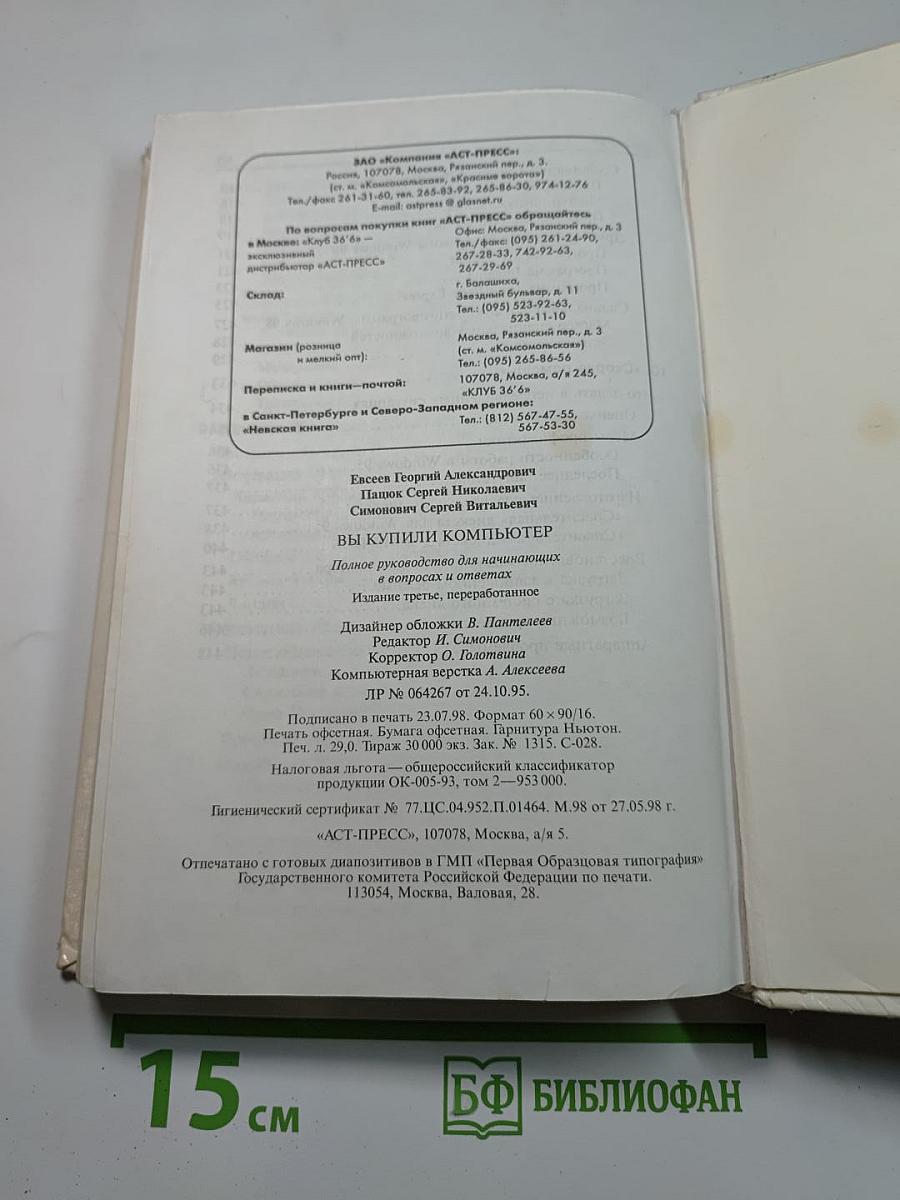 ЗАО «Компания «АСТ-ПРЕСС»:
Россия, 107078, Москва, Рязанский пер., д. 3.
(ст. м. «Комсомольская», «Красные ворота»)
Тел./факс 261-31-60, тел. 265-83-92, 265-86-30, 974-12-76
E-mail: astpress @ glasnet.ru
По вопросам покупки книг «АСТ-ПРЕСС» обращайтесь
в Москве: «Клуб 36'6» —
эксклюзивный
дистрибьютор «АСТ-ПРЕСС»
Офис: Москва, Рязанский пер., д. 3
Тел./факс: (095) 261-24-90,
267-28-33, 742-92-63,
267-29-69
Склад:
г. Балашиха,
Звездный бульвар, д. 11
Тел.: (095) 523-92-63,
523-11-10
Магазин (розница
и мелкий опт):
Москва, Рязанский пер., д. 3
(ст. м. «Комсомольская»)
Тел.: (095) 265-86-56
Переписка и книги—почтой:
107078, Москва, а/я 245,
«КЛУБ 36'6»
в Санкт-Петербурге и Северо-Западном регионе:
«Невская книга»
Тел.: (812) 567-47-55,
567-53-30
Евсеев Георгий Александрович
Пацюк Сергей Николаевич
Симонович Сергей Витальевич
ВЫ КУПИЛИ КОМПЬЮТЕР
Полное руководство для начинающих
в вопросах и ответах
Издание третье, переработанное
Дизайнер обложки В. Пантелеев
Редактор И. Симонович
Корректор О. Голотвина
Компьютерная верстка А. Алексеева
ЛР № 064267 от 24.10.95.
Подписано в печать 23.07.98. Формат 60 × 90/16.
Печать офсетная. Бумага офсетная. Гарнитура Ньютон.
Печ. л. 29,0. Тираж 30 000 экз. Зак. № 1315. С-028.
Налоговая льгота — общероссийский классификатор
продукции ОК-005-93, том 2—953 000.
Гигиенический сертификат № 77.ЦС.04.952.П.01464. М.98 от 27.05.98 г.
«АСТ-ПРЕСС», 107078, Москва, а/я 5.
Отпечатано с готовых диапозитивов в ГМП «Первая Образцовая типография»
Государственного комитета Российской Федерации по печати.
113054, Москва, Валовая, 28.
15 см
БФ БИБЛИОФАН